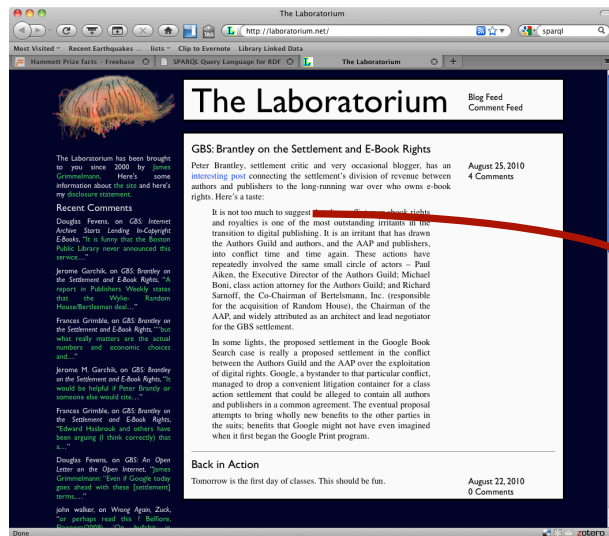 The Laboratorium
http://laboratorium.net/
sparql
Most Visited
Recent Earthquakes ...
lists
Clip to Evernote
Library Linked Data
Hammett Prize facts – Freebase
SPARQL Query Language for RDF
The Laboratorium
The Laboratorium
Blog Feed
Comment Feed
The Laboratorium has been brought
to you since 2000 by James
Grimmelmann. Here's some
information about the site and here's
my disclosure statement.
Recent Comments
Douglas Fevens, on GBS: Internet
Archive Starts Lending In-Copyright
E-Books, "It is funny that the Boston
Public Library never announced this
service…"
Jerome Garchik, on GBS: Brantley on
the Settlement and E-Book Rights, "A
report in Publishers Weekly states
that the Wylie- Random
House/Bertlesman deal…"
Frances Grimble, on GBS: Brantley on
the Settlement and E-Book Rights, ""but
what really matters are the actual
numbers and economic choices
and…"
Jerome M. Garchik, on GBS: Brantley
on the Settlement and E-Book Rights, "It
would be helpful if Peter Brantly or
someone else would cite…"
Frances Grimble, on GBS: Brantley on
the Settlement and E-Book Rights,
"Edward Hasbrouk and others have
been arguing (I think correctly) that
a…"
Douglas Fevens, on GBS: An Open
Letter on the Open Internet, "James
Grimmelmann: "Even if Google today
goes ahead with these [settlement]
terms,…"
john walker, on Wrong Again, Zuck,
"or perhaps read this ? Belfiore,
GBS: Brantley on the Settlement and E-Book Rights
Peter Brantley, settlement critic and very occasional blogger, has an
interesting post connecting the settlement's division of revenue between
authors and publishers to the long-running war over who owns e-book
rights. Here's a taste:
August 25, 2010
4 Comments
It is not too much to suggest rights
and royalties is one of the most outstanding irritants in the
transition to digital publishing. It is an irritant that has drawn
the Authors Guild and authors, and the AAP and publishers,
into conflict time and time again. These actions have
repeatedly involved the same small circle of actors – Paul
Aiken, the Executive Director of the Authors Guild; Michael
Boni, class action attorney for the Authors Guild; and Richard
Sarnoff, the Co-Chairman of Bertelsmann, Inc. (responsible
for the acquisition of Random House), the Chairman of the
AAP, and widely attributed as an architect and lead negotiator
for the GBS settlement.
In some lights, the proposed settlement in the Google Book
Search case is really a proposed settlement in the conflict
between the Authors Guild and the AAP over the exploitation
of digital rights. Google, a bystander to that particular conflict,
managed to drop a convenient litigation container for a class
action settlement that could be alleged to contain all authors
and publishers in a common agreement. The eventual proposal
attempts to bring wholly new benefits to the other parties in
the suits; benefits that Google might not have even imagined
when it first began the Google Print program.
Back in Action
Tomorrow is the first day of classes. This should be fun.
August 22, 2010
0 Comments
Done
zotero